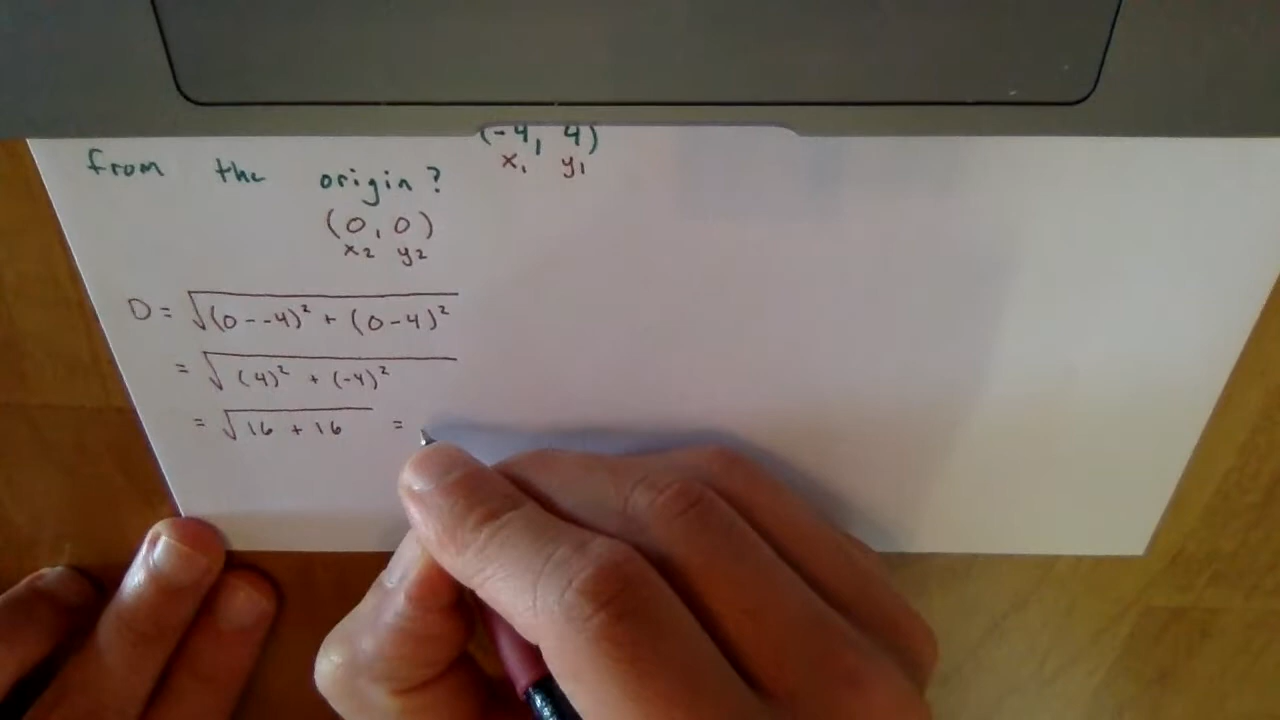 (-4, 4)
from the origin? x₁ y₁
(0, 0)
x₂ y₂
D = √(0--4)² + (0-4)²
= √(4)² + (-4)²
= √16 + 16 =